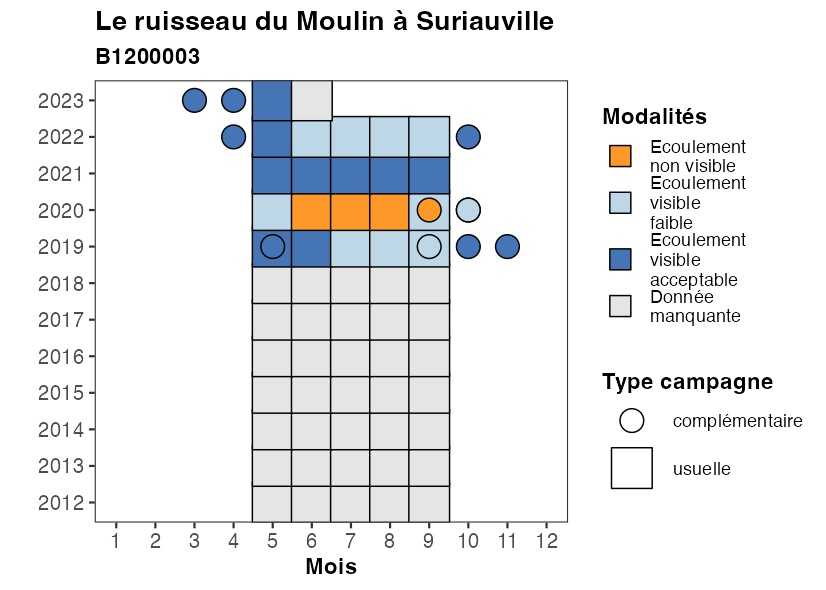 Le ruisseau du Moulin à Suriauville
B1200003
2023
2022
2021
2020
2019
2018
2017
2016
2015
2014
2013
2012
1 2 3 4 5 6 7 8 9 10 11 12
Mois
Modalités
Ecoulement
non visible
Ecoulement
visible
faible
Ecoulement
visible
acceptable
Donnée
manquante
Type campagne
complémentaire
usuelle